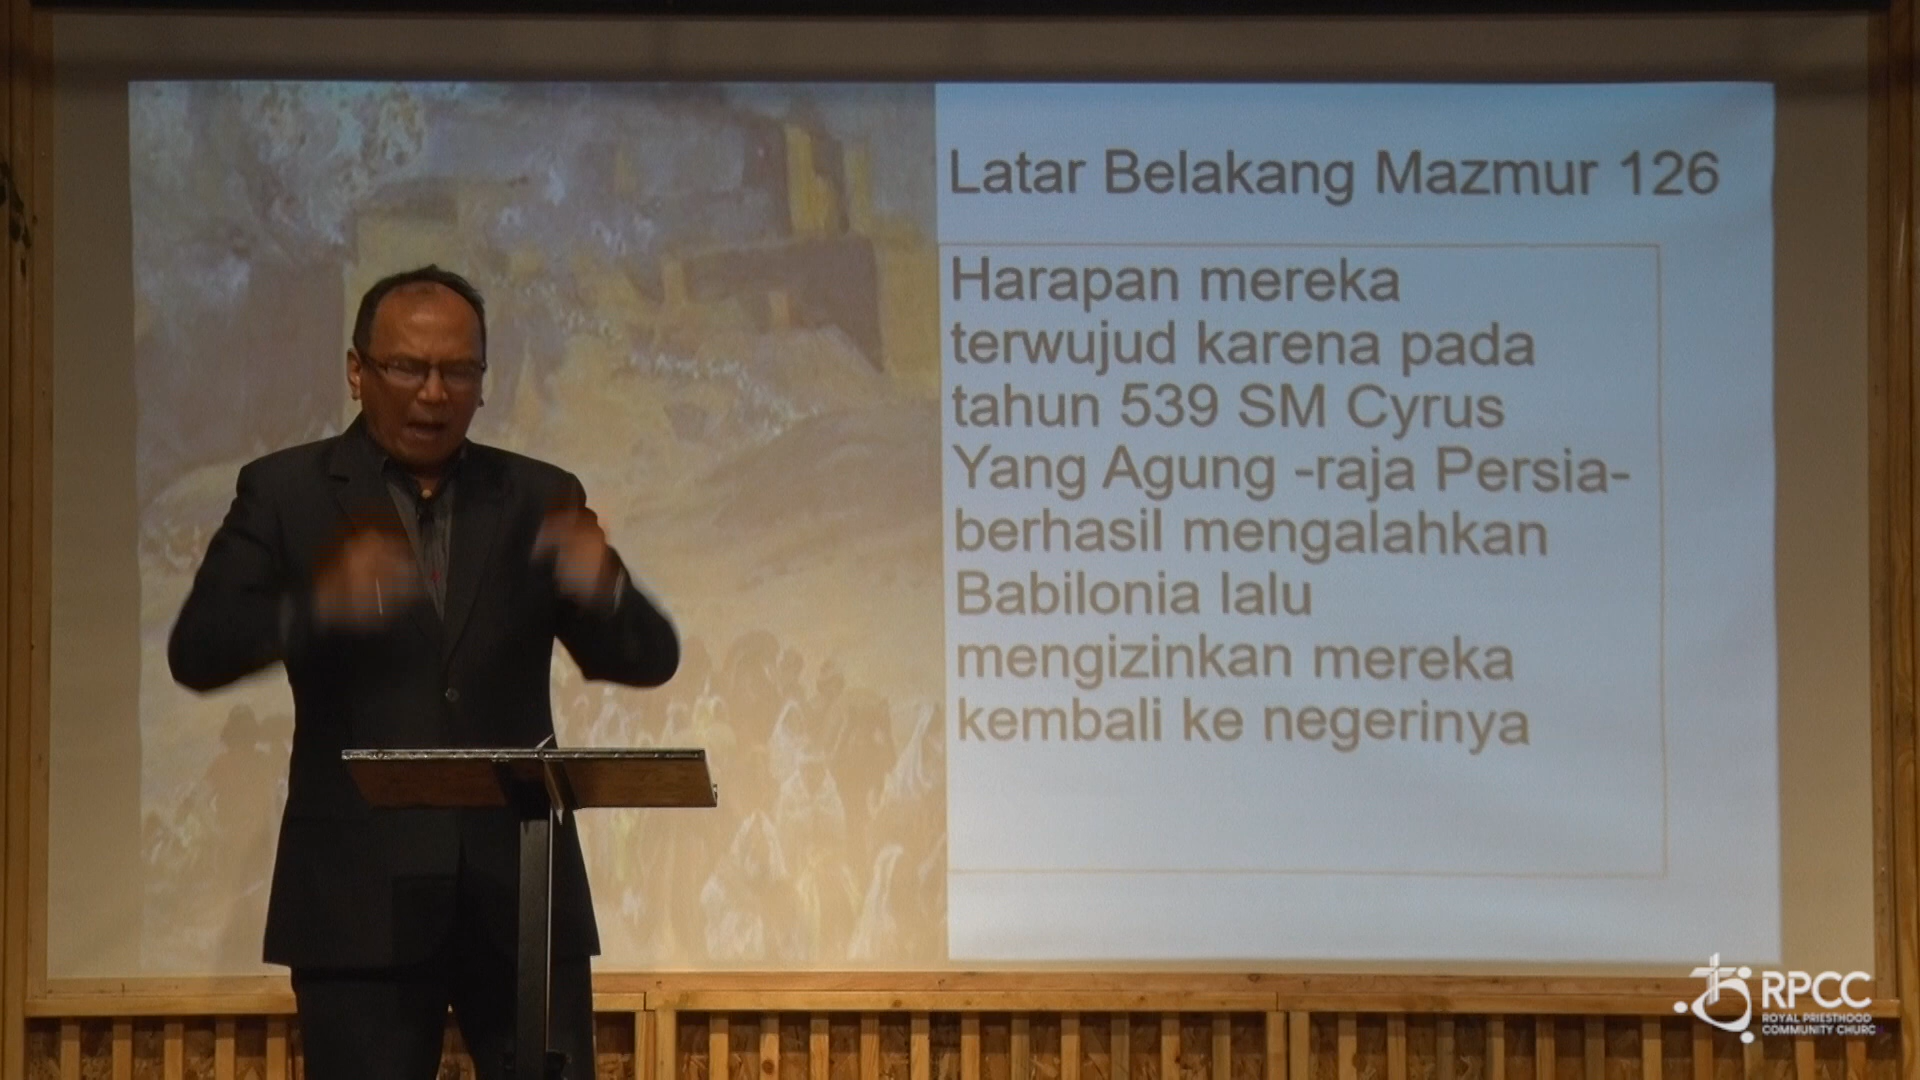 Latar Belakang Mazmur 126
Harapan mereka
terwujud karena pada
tahun 539 SM Cyrus
Yang Agung -raja Persia-
berhasil mengalahkan
Babilonia lalu
mengizinkan mereka
kembali ke negerinya
RPCC
ROYAL PRIESTHOOD
COMMUNITY CHURC